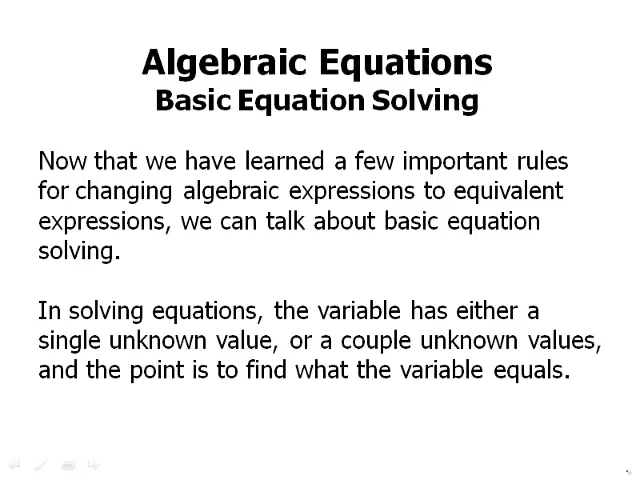 Algebraic Equations
Basic Equation Solving
Now that we have learned a few important rules
for changing algebraic expressions to equivalent
expressions, we can talk about basic equation
solving.
In solving equations, the variable has either a
single unknown value, or a couple unknown values,
and the point is to find what the variable equals.